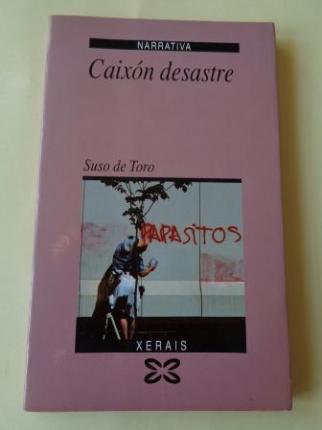 NARRATIVA
Caixón desastre
Suso de Toro
PARASITOS
XERAIS